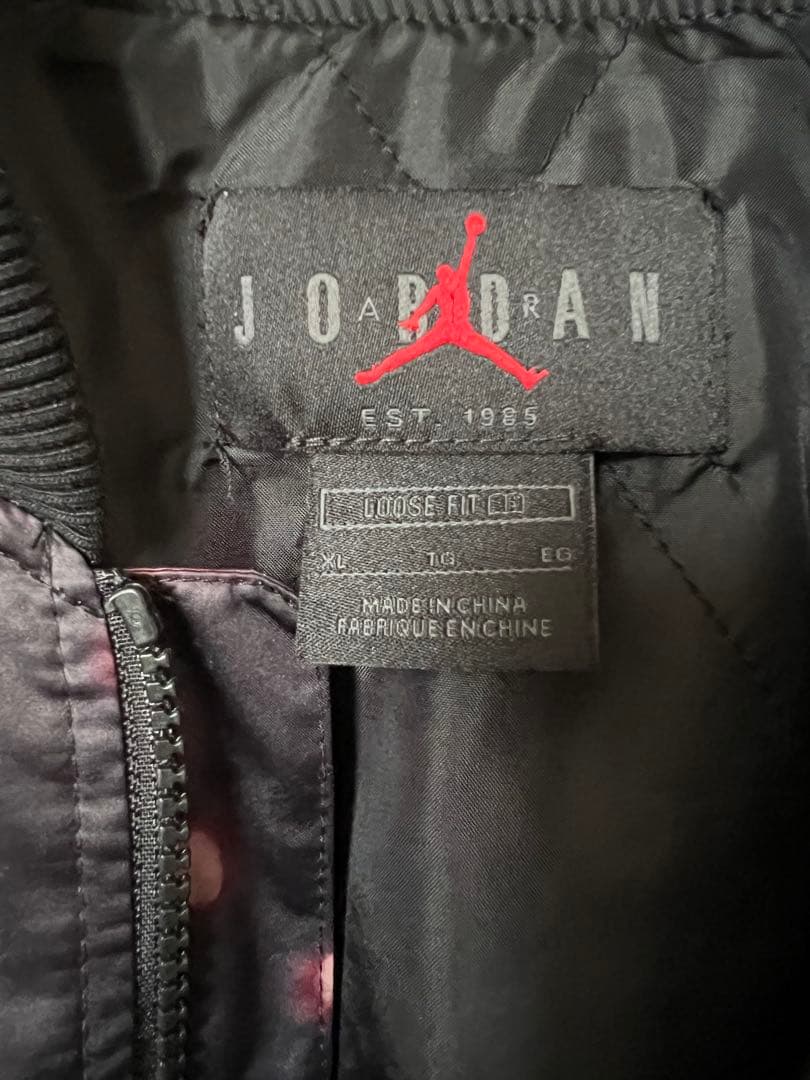 JORDAN
AIR
EST. 1985
LOOSE FIT
XL TG EG
MADE IN CHINA
FABRIQUE EN CHINE